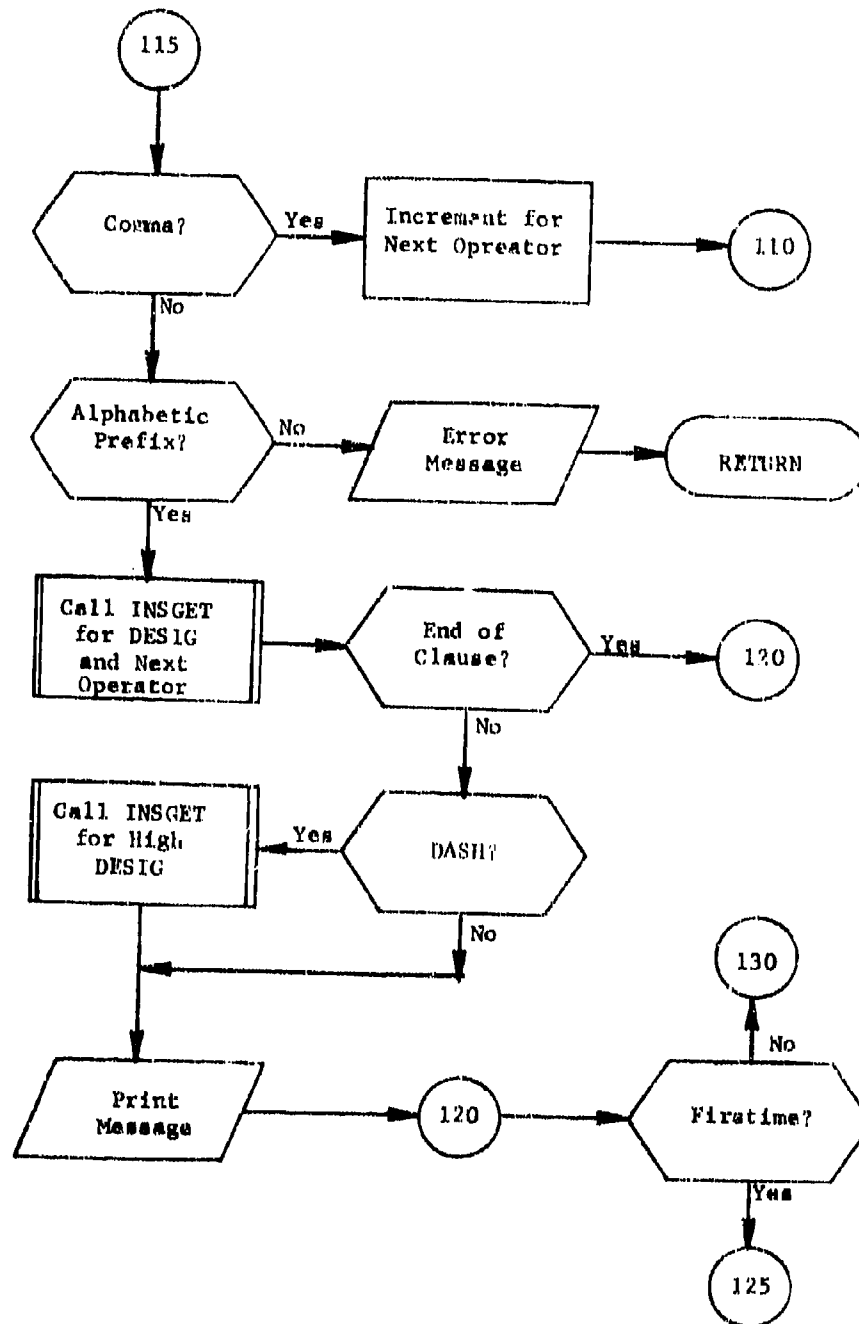 115
Comma?
Yes
Increment for
Next Opreator
110
No
Alphabetic
Prefix?
No
Error
Message
RETURN
Yes
Call INSGET
for DESIG
and Next
Operator
End of
Clause?
Yes
120
No
Call INSGET
for High
DESIG
Yes
DASH?
No
130
No
Print
Message
120
Firstime?
Yes
125